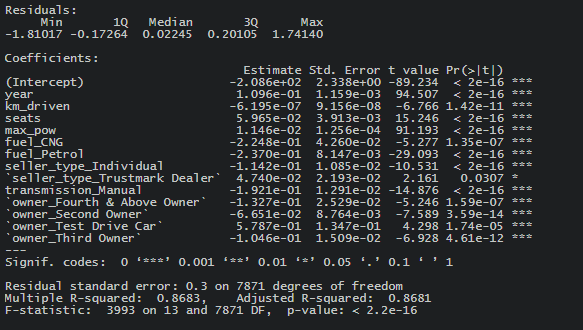 Residuals:
     Min       1Q   Median       3Q      Max
-1.81017 -0.17264  0.02245  0.20105  1.74140
Coefficients:
                                Estimate Std. Error t value Pr(>|t|)
(Intercept)                   -2.086e+02  2.338e+00 -89.234  < 2e-16 ***
year                           1.096e-01  1.159e-03  94.507  < 2e-16 ***
km_driven                     -6.195e-07  9.156e-08  -6.766 1.42e-11 ***
seats                          5.965e-02  3.913e-03  15.246  < 2e-16 ***
max_pow                        1.146e-02  1.256e-04  91.193  < 2e-16 ***
fuel_CNG                      -2.248e-01  4.260e-02  -5.277 1.35e-07 ***
fuel_Petrol                   -2.370e-01  8.147e-03 -29.093  < 2e-16 ***
seller_type_Individual        -1.142e-01  1.085e-02 -10.531  < 2e-16 ***
`seller_type_Trustmark Dealer`  4.740e-02  2.193e-02   2.161   0.0307 *
transmission_Manual           -1.921e-01  1.291e-02 -14.876  < 2e-16 ***
`owner_Fourth & Above Owner`  -1.327e-01  2.529e-02  -5.246 1.59e-07 ***
`owner_Second Owner`          -6.651e-02  8.764e-03  -7.589 3.59e-14 ***
`owner_Test Drive Car`         5.787e-01  1.347e-01   4.298 1.74e-05 ***
`owner_Third Owner`           -1.046e-01  1.509e-02  -6.928 4.61e-12 ***
---
Signif. codes:  0 ‘***’ 0.001 ‘**’ 0.01 ‘*’ 0.05 ‘.’ 0.1 ‘ ’ 1
Residual standard error: 0.3 on 7871 degrees of freedom
Multiple R-squared:  0.8683,	Adjusted R-squared:  0.8681
F-statistic:  3993 on 13 and 7871 DF,  p-value: < 2.2e-16